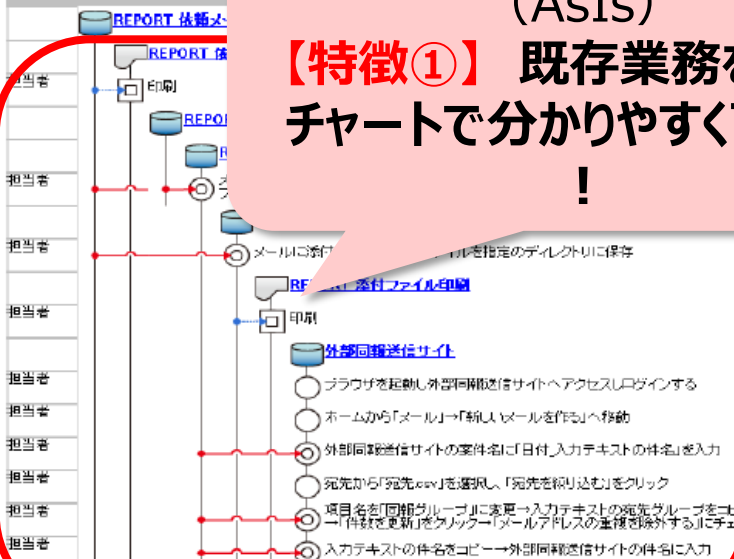 (AsIs)
【特徴①】 既存業務を
チャートで分かりやすく
!
REPORT 依頼メ
REPORT 依
担当者
印刷
REPO
R
担当者
担当者
メールに添付
ファイルを指定のディレクトリに保存
REPORT 添付ファイル印刷
担当者
印刷
外部同報送信サイト
担当者
ブラウザを起動し外部同報送信サイトへアクセスしログインする
担当者
ホームから「メール」→「新しいメールを作る」へ移動
担当者
外部同報送信サイトの案件名に「日付_入力テキストの件名」を入力
担当者
宛先から「宛先.csv」を選択し、「宛先を絞り込む」をクリック
担当者
項目名を「同報グループ」に変更→入力テキストの宛先グループをコピ
→「件数を更新」をクリック→「メールアドレスの重複を除外する」にチェ
担当者
入力テキストの件名をコピー→外部同報送信サイトの件名に入力